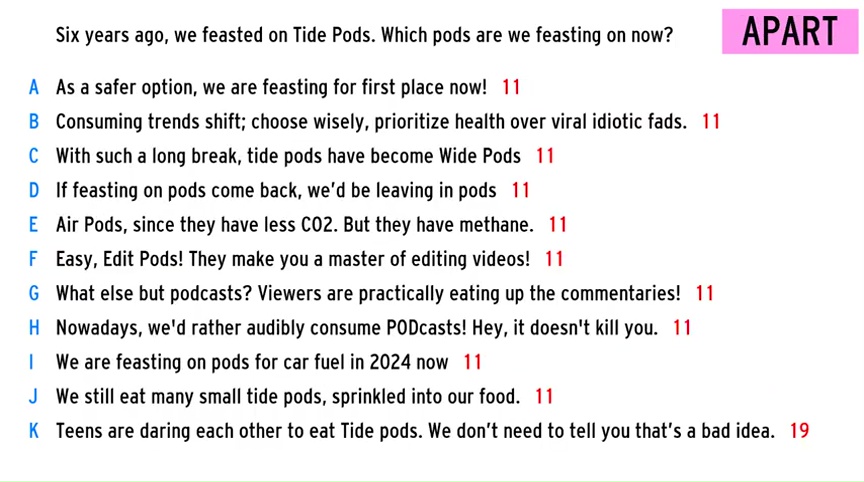 Six years ago, we feasted on Tide Pods. Which pods are we feasting on now?
APART
A As a safer option, we are feasting for first place now! 11
B Consuming trends shift; choose wisely, prioritize health over viral idiotic fads. 11
C With such a long break, tide pods have become Wide Pods 11
D If feasting on pods come back, we'd be leaving in pods 11
E Air Pods, since they have less CO2. But they have methane. 11
F Easy, Edit Pods! They make you a master of editing videos! 11
G What else but podcasts? Viewers are practically eating up the commentaries! 11
H Nowadays, we'd rather audibly consume PODcasts! Hey, it doesn't kill you. 11
I We are feasting on pods for car fuel in 2024 now 11
J We still eat many small tide pods, sprinkled into our food. 11
K Teens are daring each other to eat Tide pods. We don't need to tell you that's a bad idea. 19